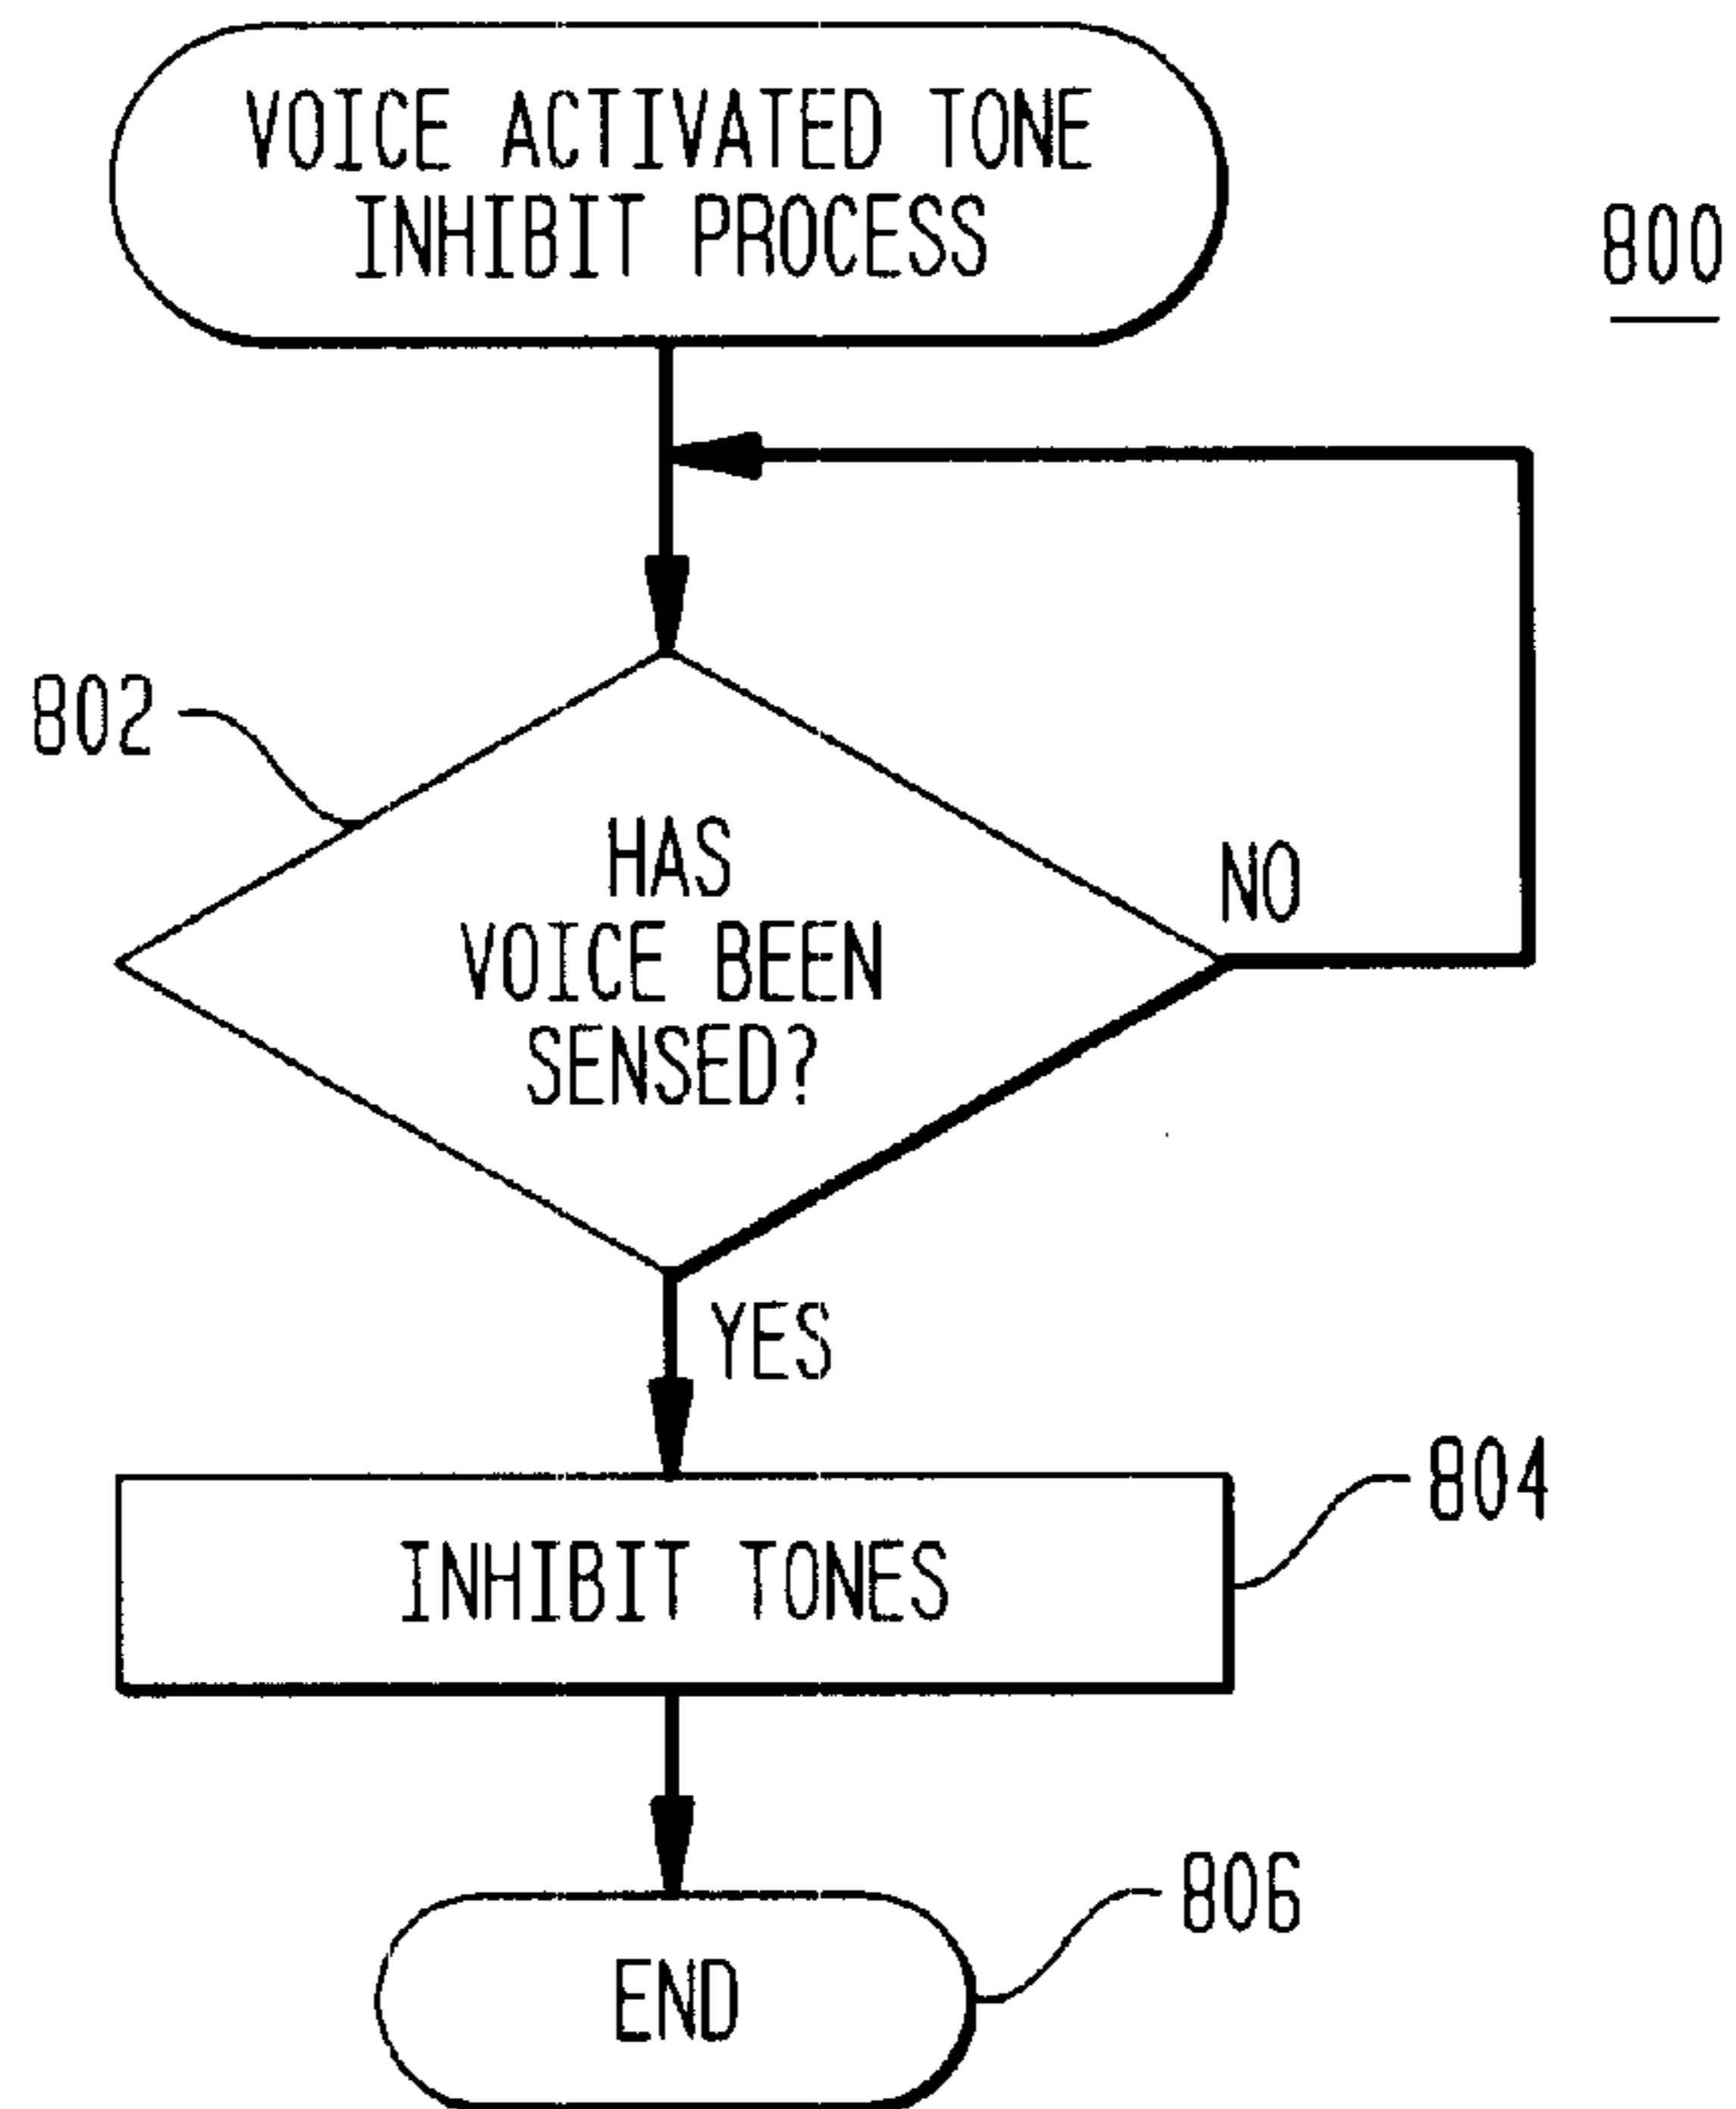 VOICE ACTIVATED TONE
INHIBIT PROCESS
800
802
HAS
VOICE BEEN
SENSED?
NO
YES
INHIBIT TONES
804
END
806